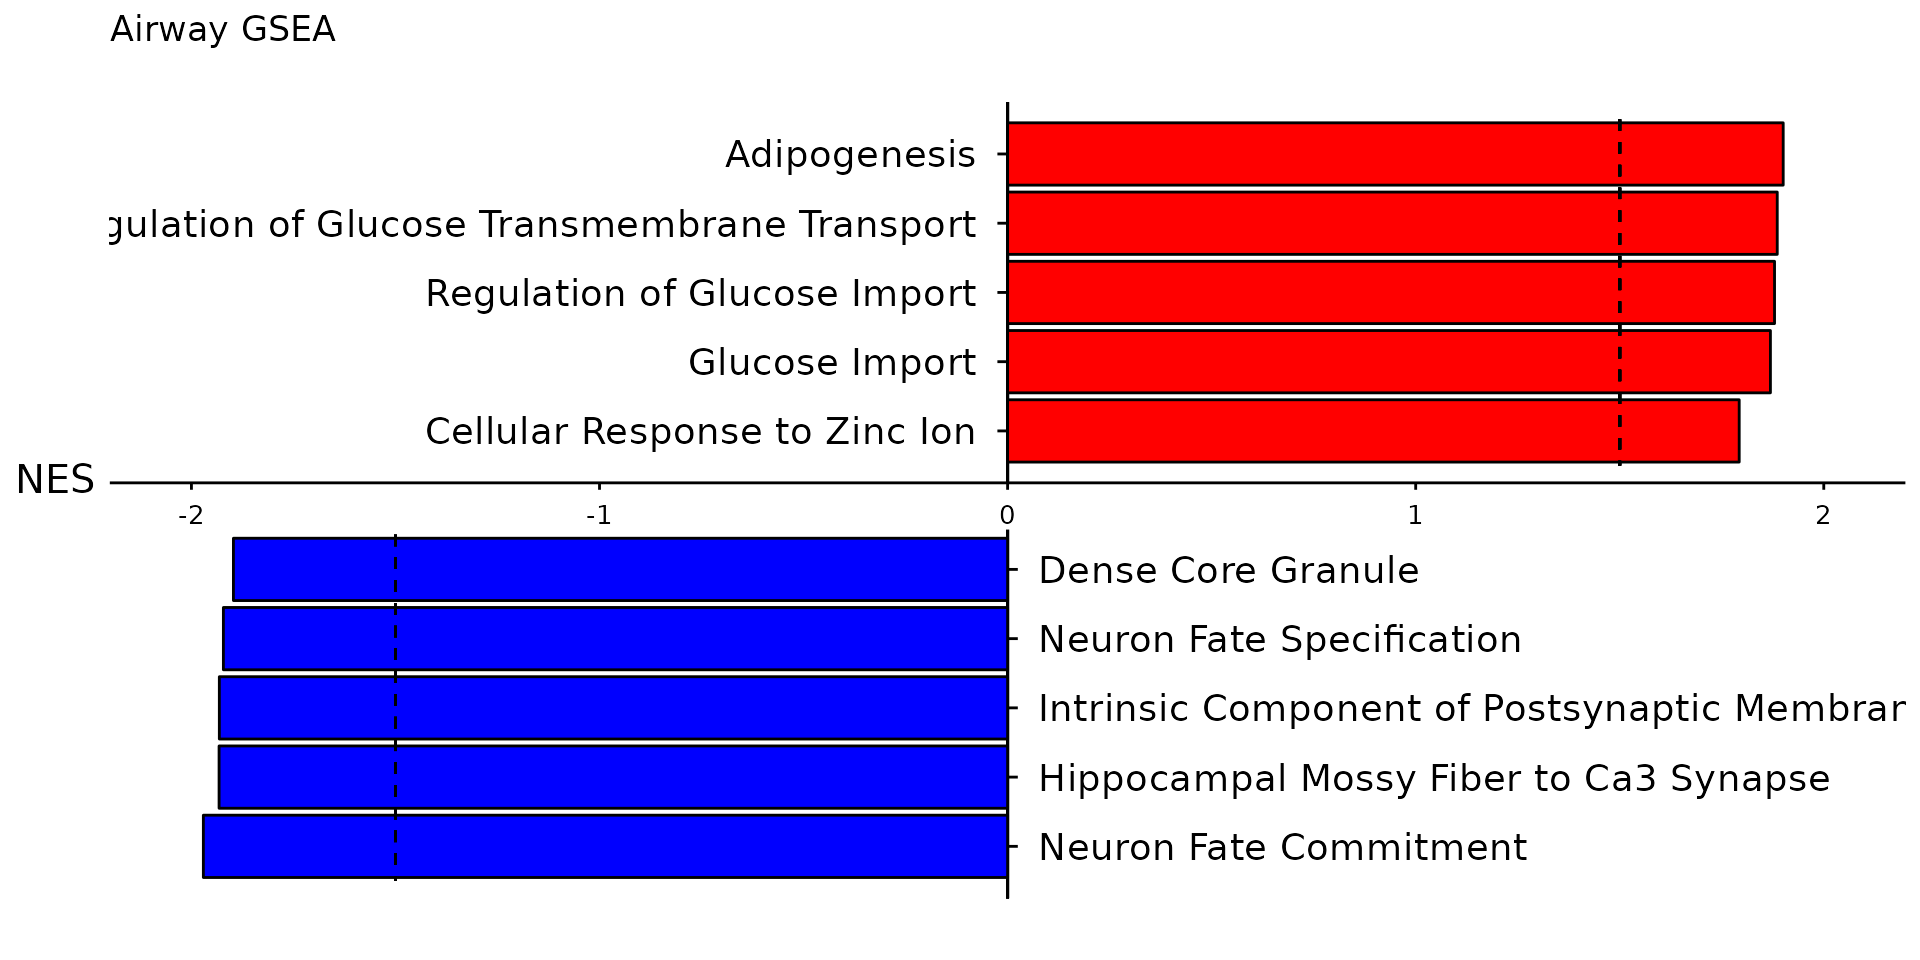 Airway GSEA
Adipogenesis
gulation of Glucose Transmembrane Transport
Regulation of Glucose Import
Glucose Import
Cellular Response to Zinc Ion
NES
-2 -1 0 1 2
Dense Core Granule
Neuron Fate Specification
Intrinsic Component of Postsynaptic Membran
Hippocampal Mossy Fiber to Ca3 Synapse
Neuron Fate Commitment